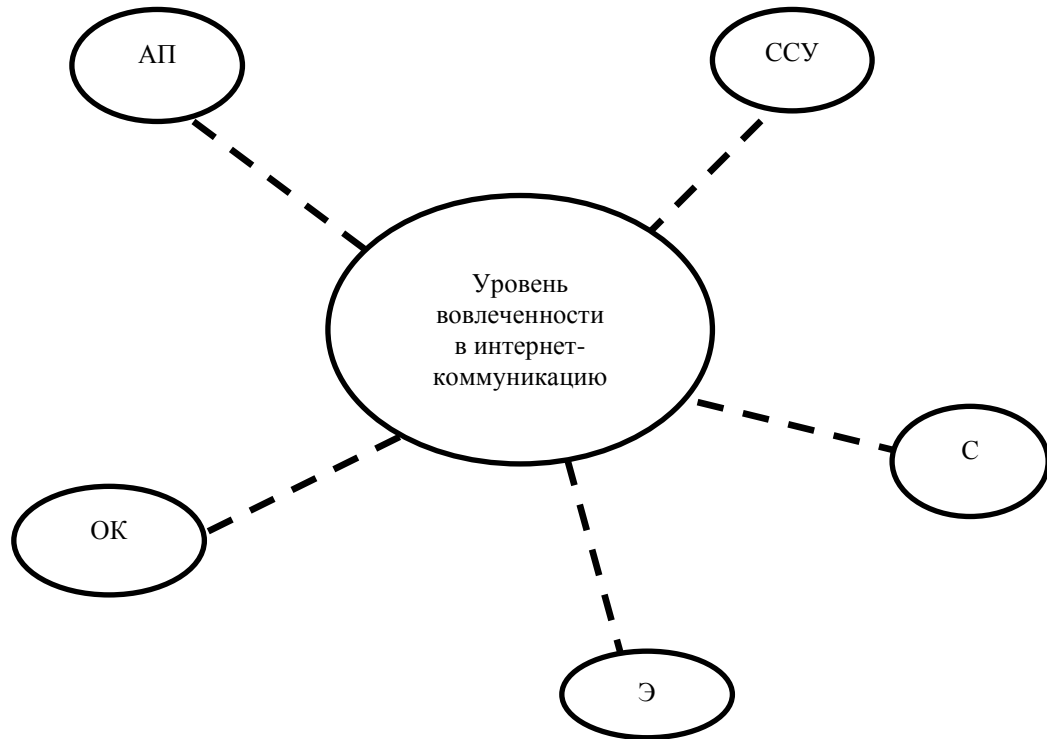 АП
ССУ
Уровень
вовлеченности
в интернет-
коммуникацию
С
ОК
Э